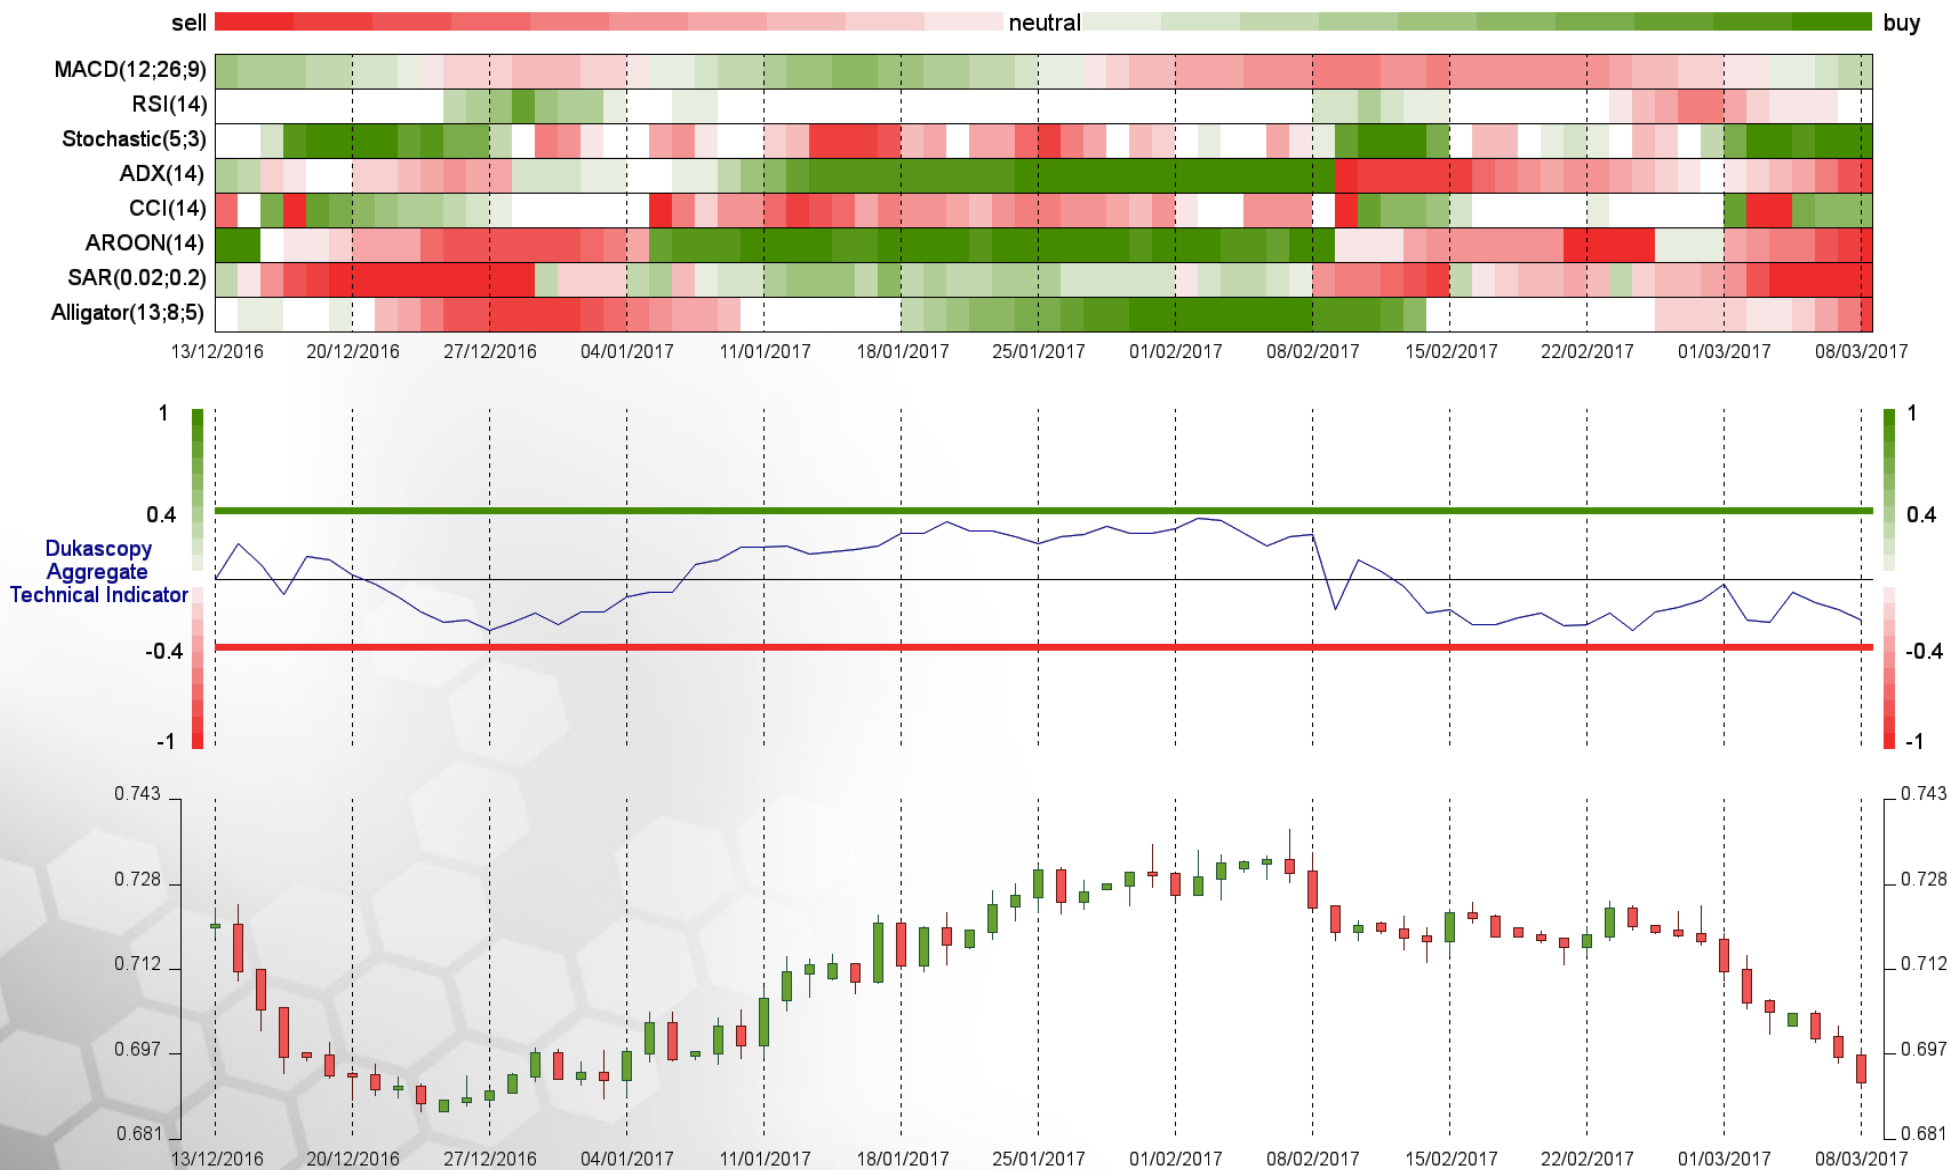 sell neutral buy
MACD(12;26;9)
RSI(14)
Stochastic(5;3)
ADX(14)
CCI(14)
AROON(14)
SAR(0.02;0.2)
Alligator(13;8;5)
13/12/2016 20/12/2016 27/12/2016 04/01/2017 11/01/2017 18/01/2017 25/01/2017 01/02/2017 08/02/2017 15/02/2017 22/02/2017 01/03/2017 08/03/2017
1 1
0.4 0.4
Dukascopy
Aggregate
Technical Indicator
-0.4 -0.4
-1 -1
0.743 0.743
0.728 0.728
0.712 0.712
0.697 0.697
0.681 0.681
13/12/2016 20/12/2016 27/12/2016 04/01/2017 11/01/2017 18/01/2017 25/01/2017 01/02/2017 08/02/2017 15/02/2017 22/02/2017 01/03/2017 08/03/2017